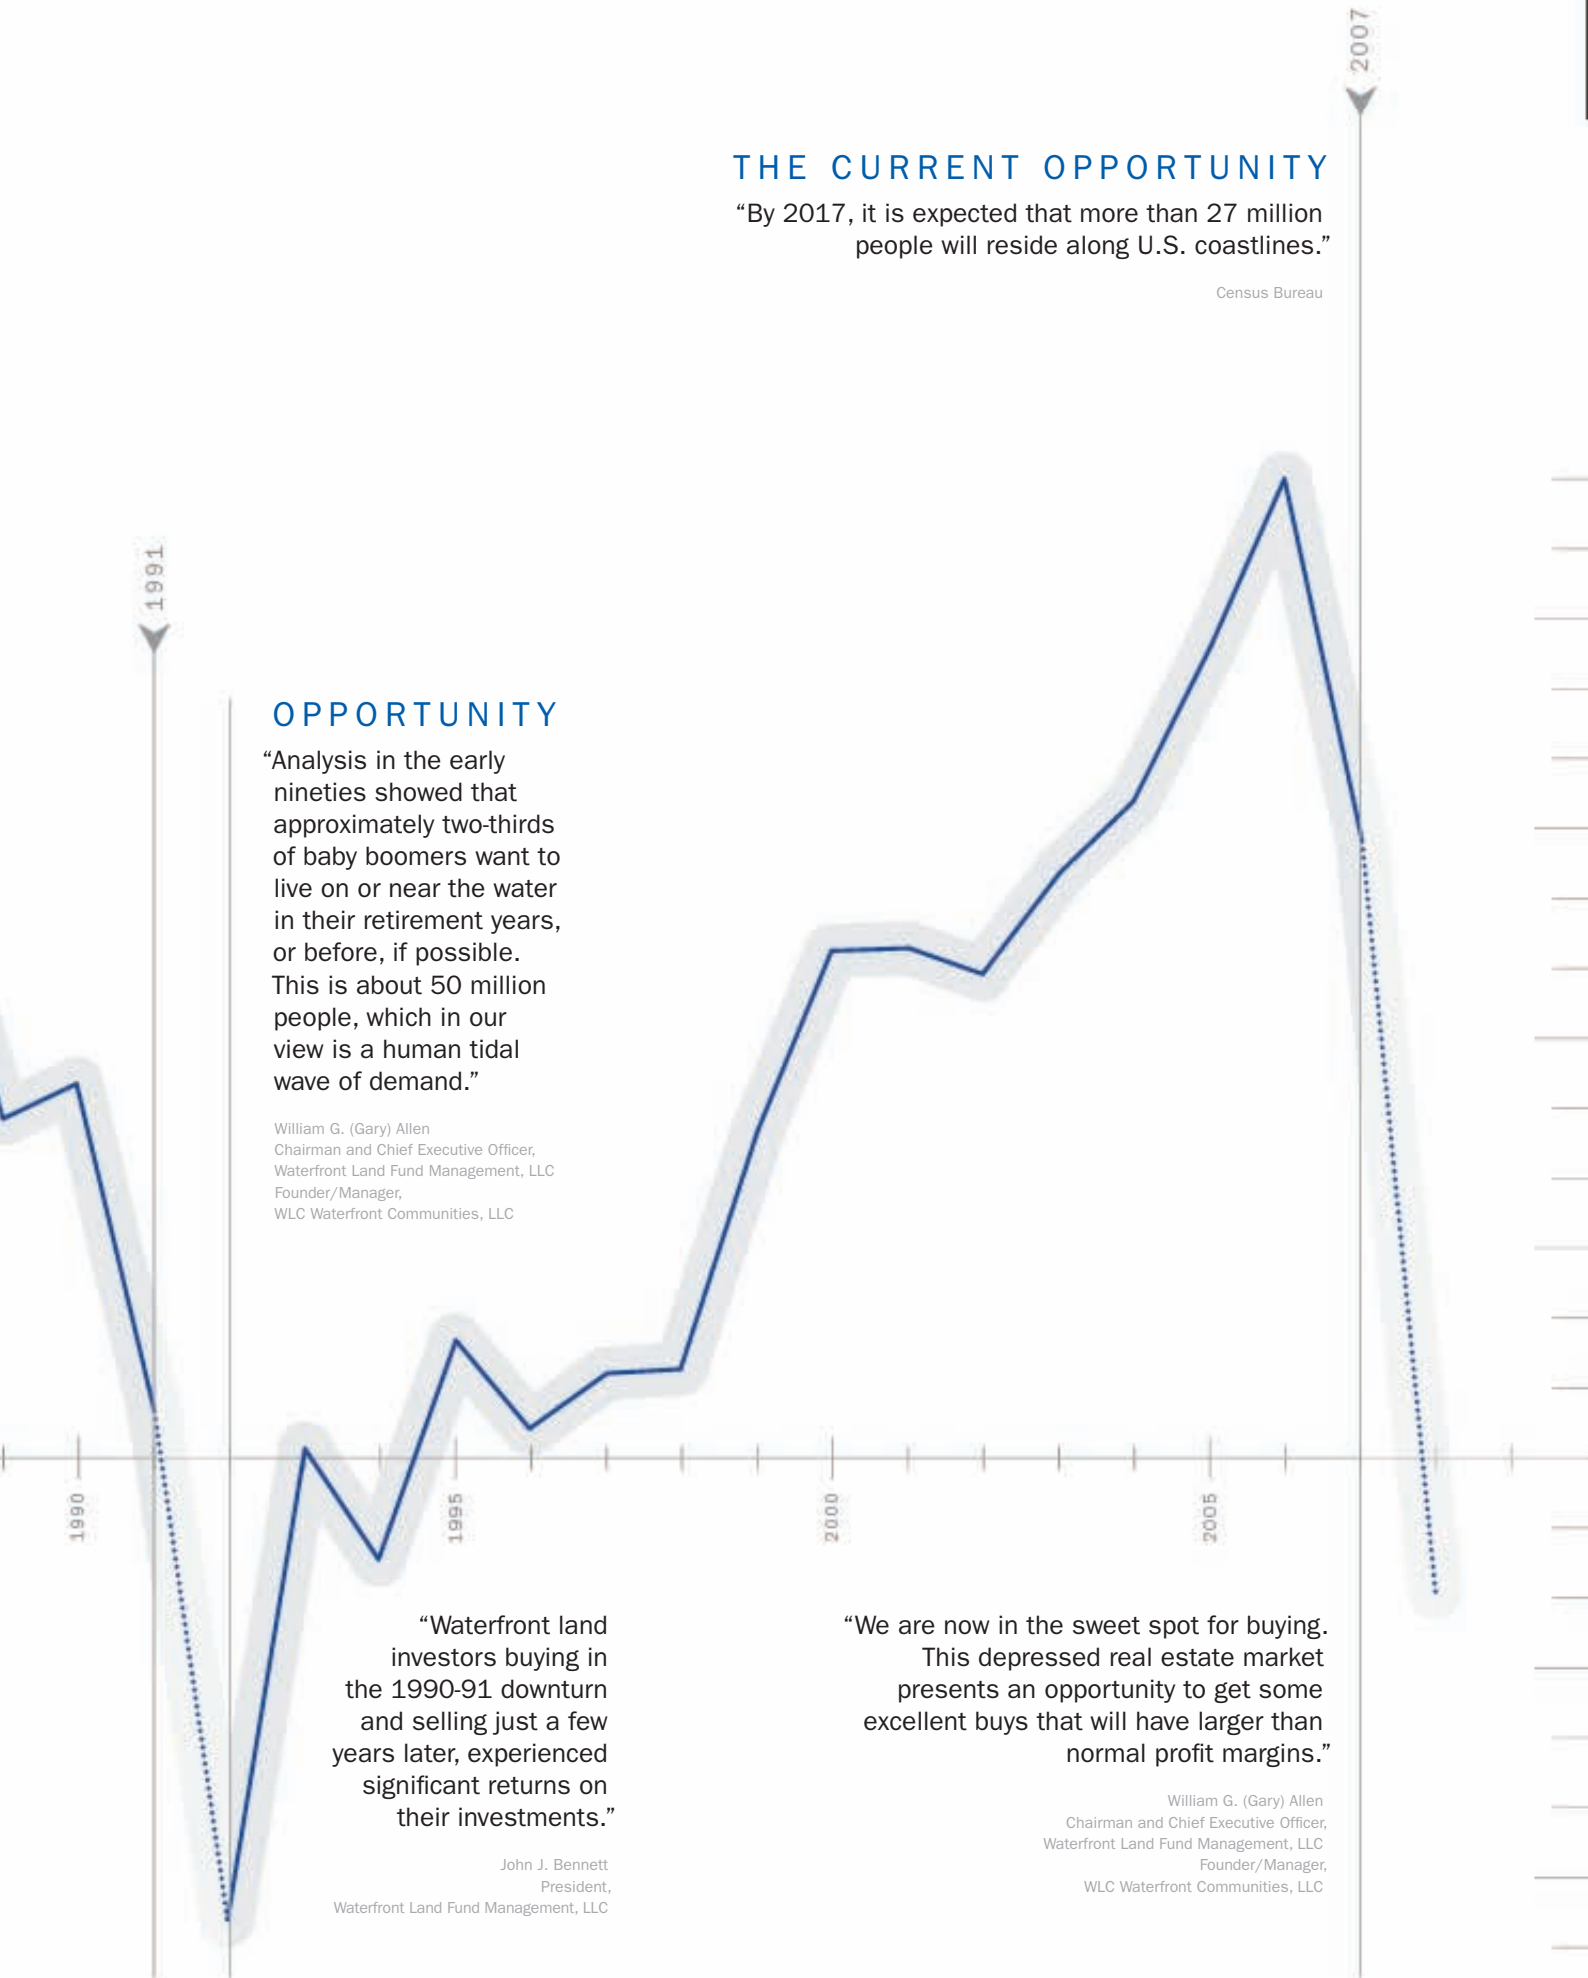 2007
THE CURRENT OPPORTUNITY
“By 2017, it is expected that more than 27 million
people will reside along U.S. coastlines.”
Census Bureau
1991
OPPORTUNITY
“Analysis in the early
nineties showed that
approximately two-thirds
of baby boomers want to
live on or near the water
in their retirement years,
or before, if possible.
This is about 50 million
people, which in our
view is a human tidal
wave of demand.”
William G. (Gary) Allen
Chairman and Chief Executive Officer,
Waterfront Land Fund Management, LLC
Founder/Manager,
WLC Waterfront Communities, LLC
1990
1995
2000
2005
“Waterfront land
investors buying in
the 1990-91 downturn
and selling just a few
years later, experienced
significant returns on
their investments.”
John J. Bennett
President,
Waterfront Land Fund Management, LLC
“We are now in the sweet spot for buying.
This depressed real estate market
presents an opportunity to get some
excellent buys that will have larger than
normal profit margins.”
William G. (Gary) Allen
Chairman and Chief Executive Officer,
Waterfront Land Fund Management, LLC
Founder/Manager,
WLC Waterfront Communities, LLC